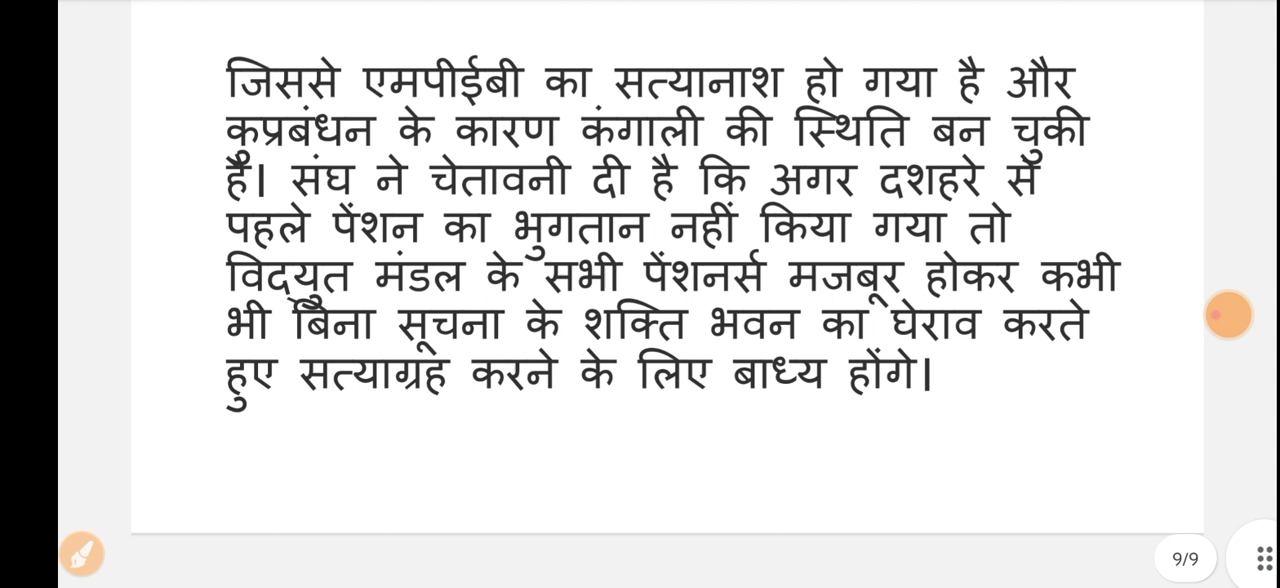 जिससे एमपीईबी का सत्यानाश हो गया है और
कुप्रबंधन के कारण कंगाली की स्थिति बन चुकी
है। संघ ने चेतावनी दी है कि अगर दशहरे से
पहले पेंशन का भुगतान नहीं किया गया तो
विद्युत मंडल के सभी पेंशनर्स मजबूर होकर कभी
भी बिना सूचना के शक्ति भवन का घेराव करते
हुए सत्याग्रह करने के लिए बाध्य होंगे।
9/9